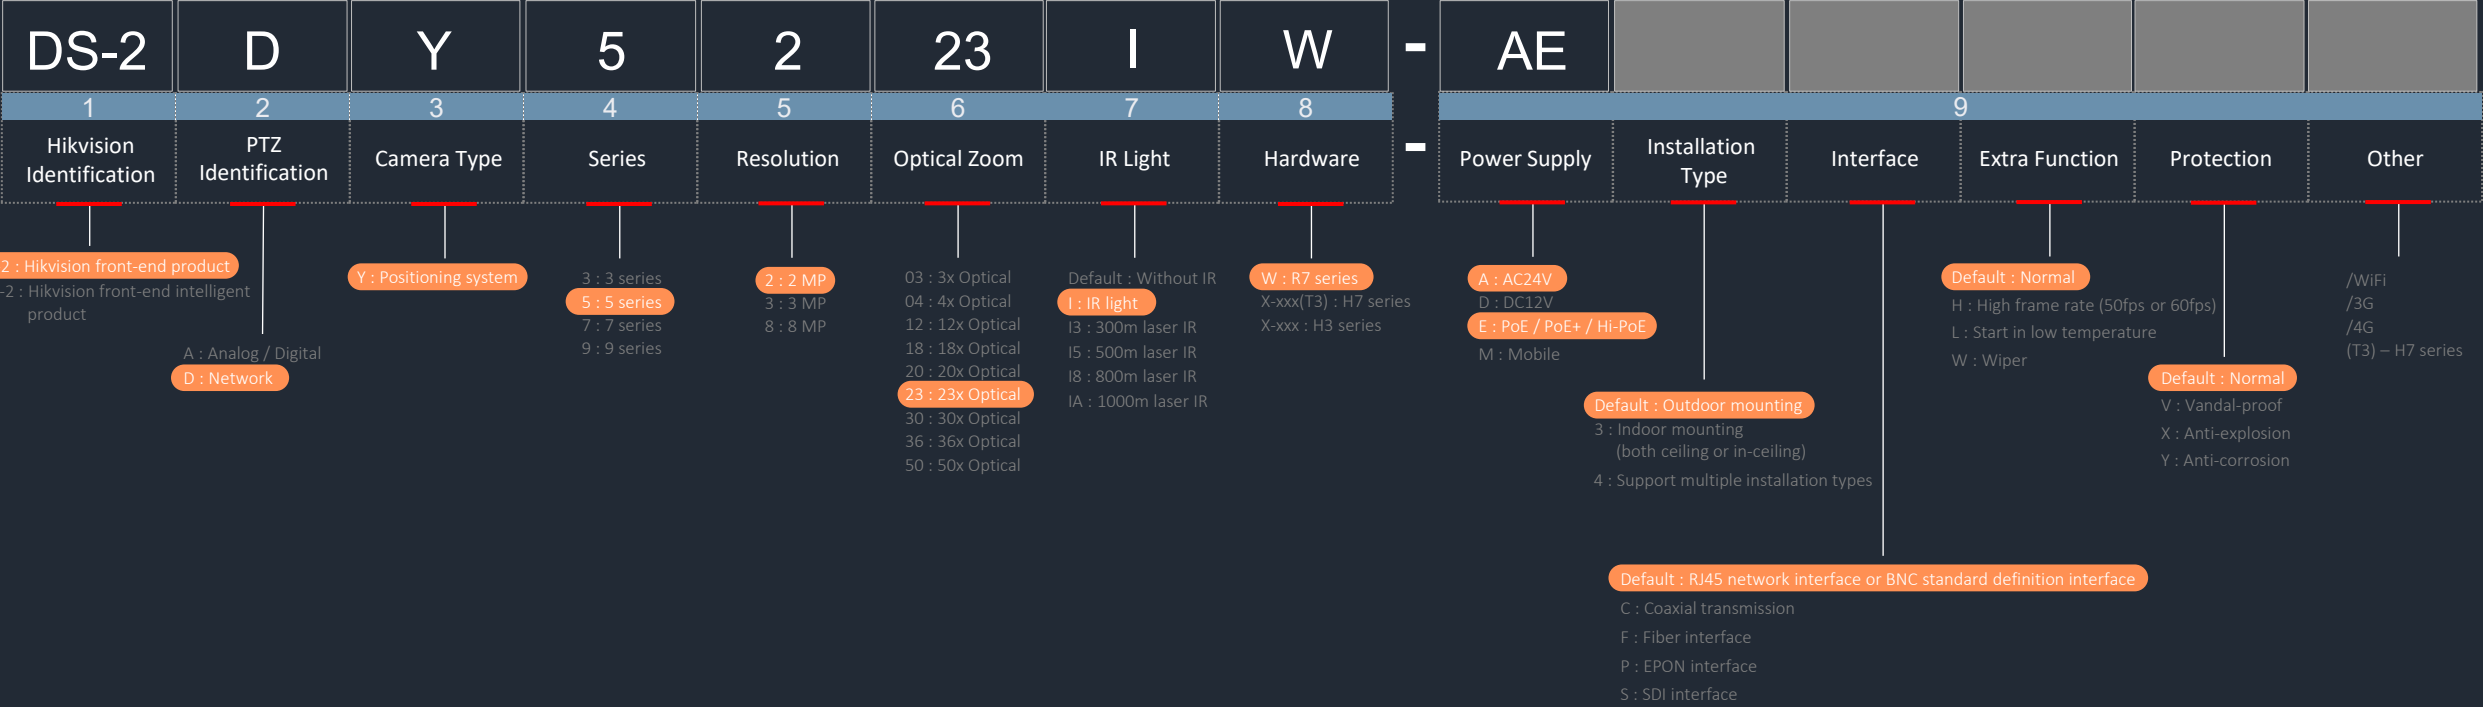 DS-2 D Y 5 2 23 I W - AE
1 2 3 4 5 6 7 8 9
Hikvision Identification
PTZ Identification
Camera Type
Series
Resolution
Optical Zoom
IR Light
Hardware
-
Power Supply
Installation Type
Interface
Extra Function
Protection
Other
2 : Hikvision front-end product
-2 : Hikvision front-end intelligent
product
A : Analog / Digital
D : Network
Y : Positioning system
3 : 3 series
5 : 5 series
7 : 7 series
9 : 9 series
2 : 2 MP
3 : 3 MP
8 : 8 MP
03 : 3x Optical
04 : 4x Optical
12 : 12x Optical
18 : 18x Optical
20 : 20x Optical
23 : 23x Optical
30 : 30x Optical
36 : 36x Optical
50 : 50x Optical
Default : Without IR
I : IR light
I3 : 300m laser IR
I5 : 500m laser IR
I8 : 800m laser IR
IA : 1000m laser IR
W : R7 series
X-xxx(T3) : H7 series
X-xxx : H3 series
A : AC24V
D : DC12V
E : PoE / PoE+ / Hi-PoE
M : Mobile
Default : Outdoor mounting
3 : Indoor mounting
(both ceiling or in-ceiling)
4 : Support multiple installation types
Default : RJ45 network interface or BNC standard definition interface
C : Coaxial transmission
F : Fiber interface
P : EPON interface
S : SDI interface
Default : Normal
H : High frame rate (50fps or 60fps)
L : Start in low temperature
W : Wiper
Default : Normal
V : Vandal-proof
X : Anti-explosion
Y : Anti-corrosion
/WiFi
/3G
/4G
(T3) – H7 series